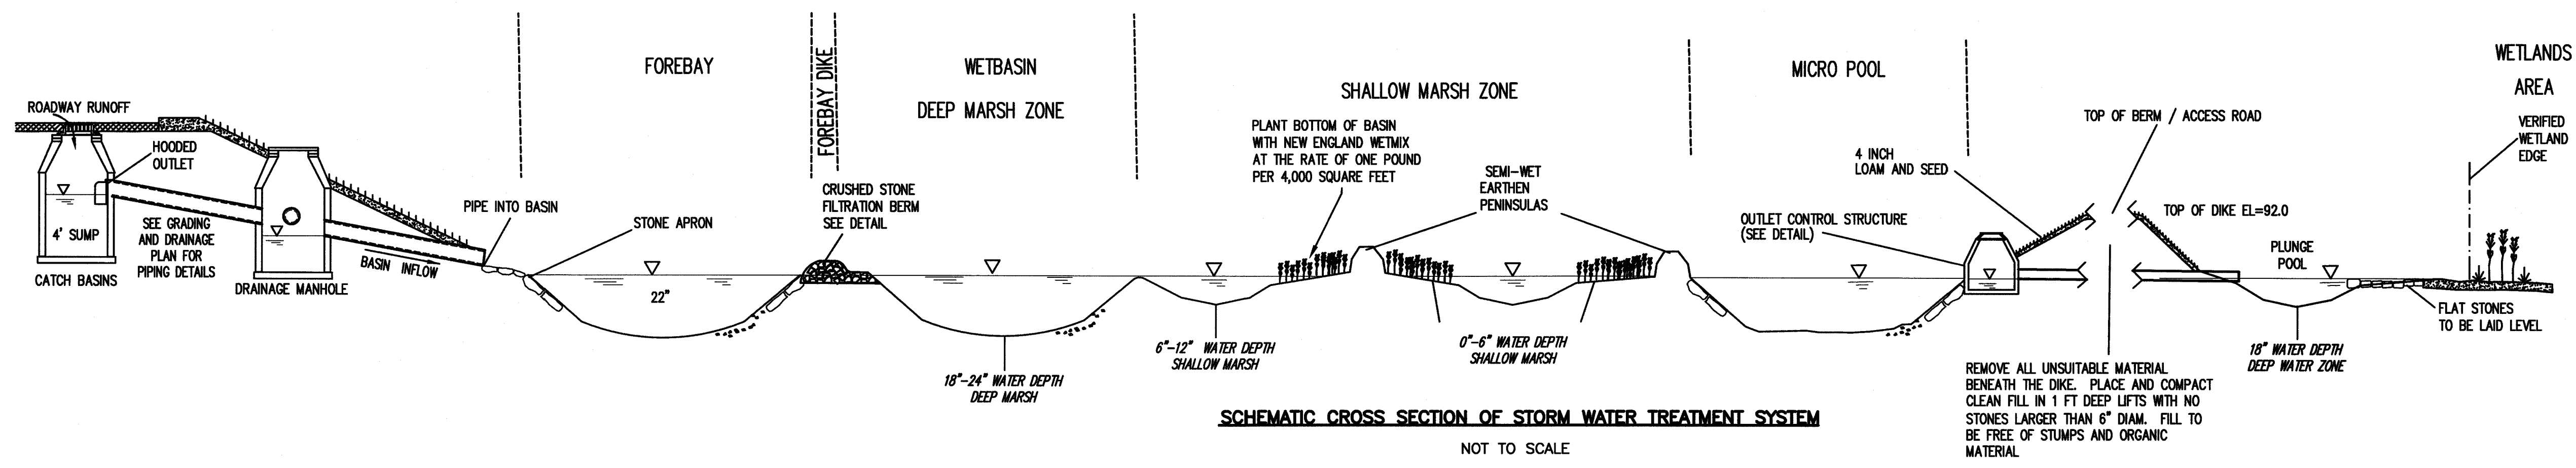 ROADWAY RUNOFF
HOODED
OUTLET
4' SUMP
CATCH BASINS
SEE GRADING
AND DRAINAGE
PLAN FOR
PIPING DETAILS
DRAINAGE MANHOLE
BASIN INFLOW
PIPE INTO BASIN
FOREBAY
STONE APRON
22"
FOREBAY DIKE
CRUSHED STONE
FILTRATION BERM
SEE DETAIL
WETBASIN
DEEP MARSH ZONE
18"-24" WATER DEPTH
DEEP MARSH
SHALLOW MARSH ZONE
PLANT BOTTOM OF BASIN
WITH NEW ENGLAND WETMIX
AT THE RATE OF ONE POUND
PER 4,000 SQUARE FEET
SEMI-WET
EARTHEN
PENINSULAS
6"-12" WATER DEPTH
SHALLOW MARSH
0"-6" WATER DEPTH
SHALLOW MARSH
MICRO POOL
OUTLET CONTROL STRUCTURE
(SEE DETAIL)
4 INCH
LOAM AND SEED
TOP OF BERM / ACCESS ROAD
TOP OF DIKE EL=92.0
REMOVE ALL UNSUITABLE MATERIAL
BENEATH THE DIKE. PLACE AND COMPACT
CLEAN FILL IN 1 FT DEEP LIFTS WITH NO
STONES LARGER THAN 6" DIAM. FILL TO
BE FREE OF STUMPS AND ORGANIC
MATERIAL
PLUNGE
POOL
18" WATER DEPTH
DEEP WATER ZONE
WETLANDS
AREA
VERIFIED
WETLAND
EDGE
FLAT STONES
TO BE LAID LEVEL
SCHEMATIC CROSS SECTION OF STORM WATER TREATMENT SYSTEM
NOT TO SCALE